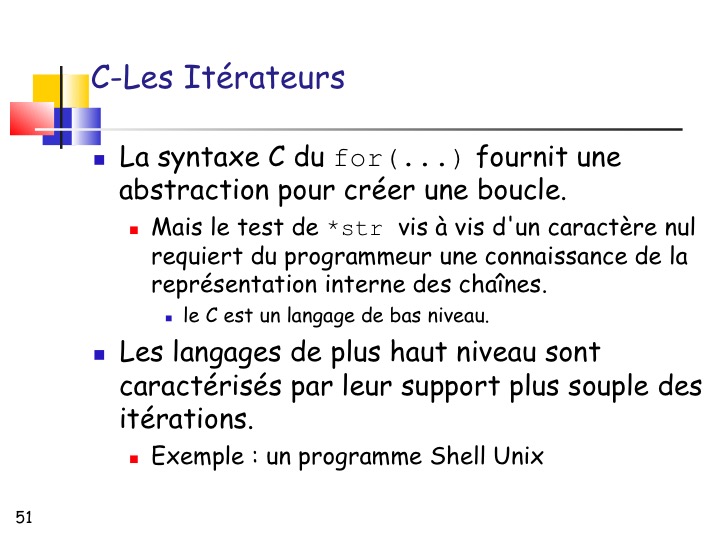 C-Les Itérateurs
La syntaxe C du for(...) fournit une
abstraction pour créer une boucle.
Mais le test de *str vis à vis d'un caractère nul
requiert du programmeur une connaissance de la
représentation interne des chaînes.
le C est un langage de bas niveau.
Les langages de plus haut niveau sont
caractérisés par leur support plus souple des
itérations.
Exemple : un programme Shell Unix
51